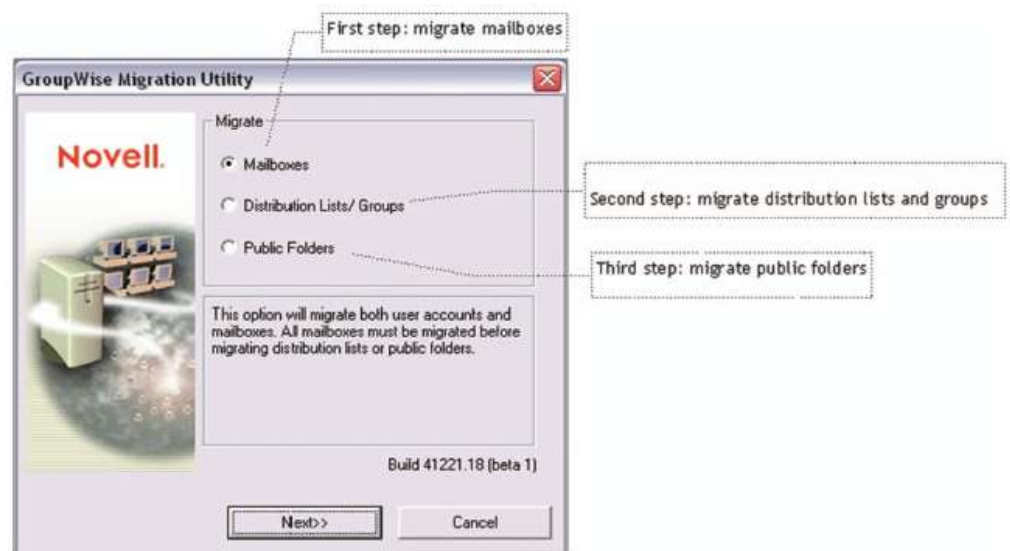 First step: migrate mailboxes
GroupWise Migration Utility
Novell.
Migrate
Mailboxes
Distribution Lists/ Groups
Second step: migrate distribution lists and groups
Public Folders
Third step: migrate public folders
This option will migrate both user accounts and
mailboxes. All mailboxes must be migrated before
migrating distribution lists or public folders.
Build 41221.18 (beta 1)
Next>>
Cancel